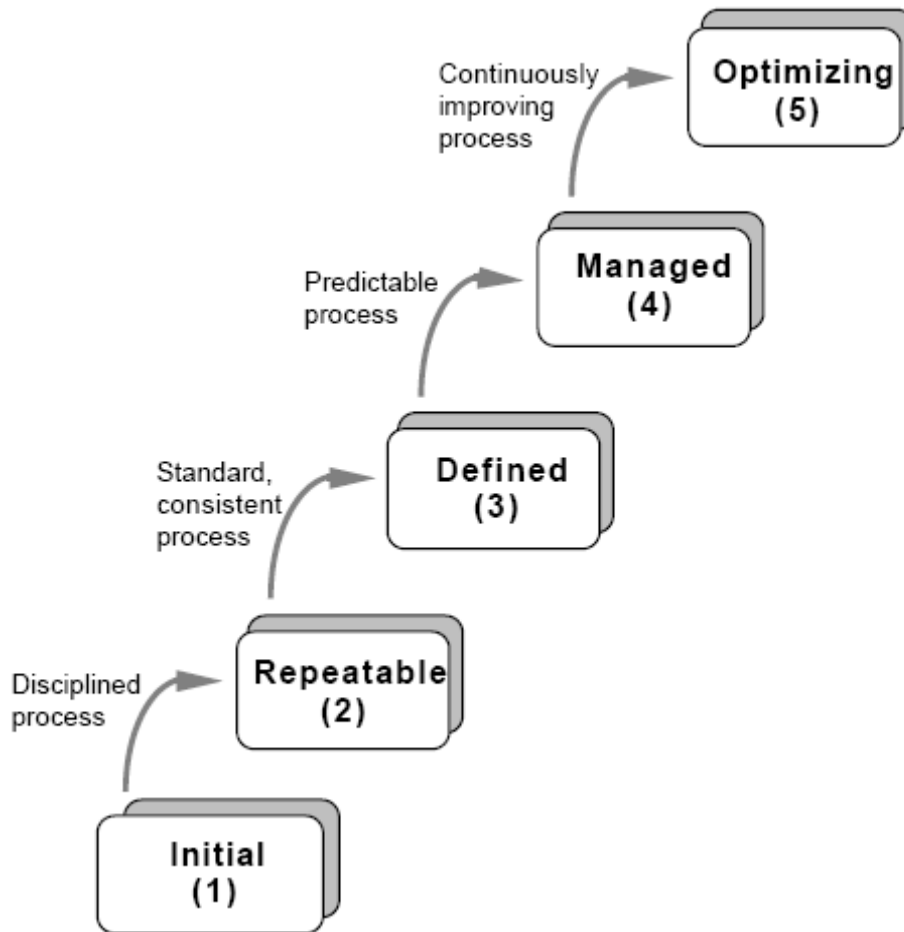 Continuously
improving
process
Optimizing
(5)
Predictable
process
Managed
(4)
Standard,
consistent
process
Defined
(3)
Disciplined
process
Repeatable
(2)
Initial
(1)